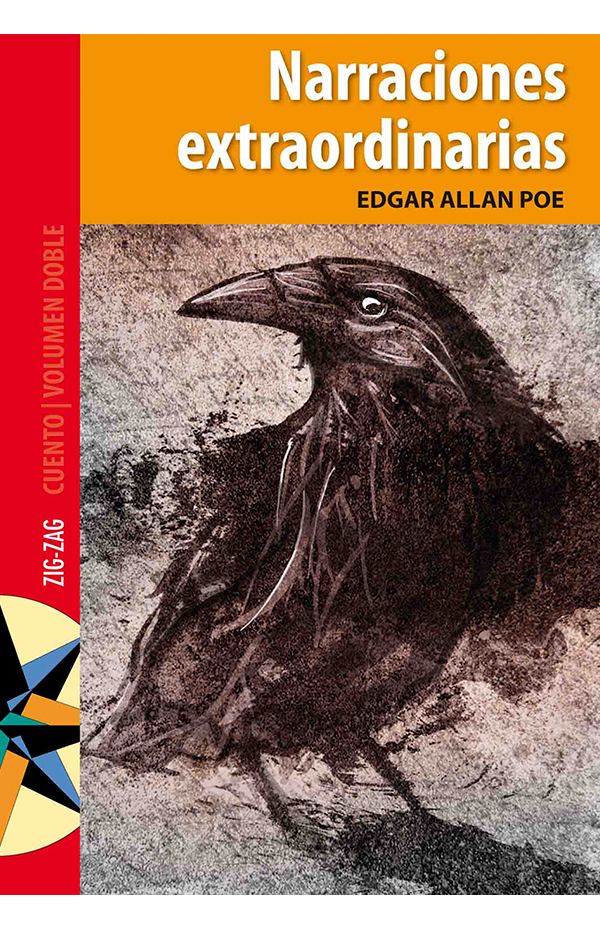 Narraciones
extraordinarias
EDGAR ALLAN POE
ZIG-ZAG CUENTO | VOLUMEN DOBLE